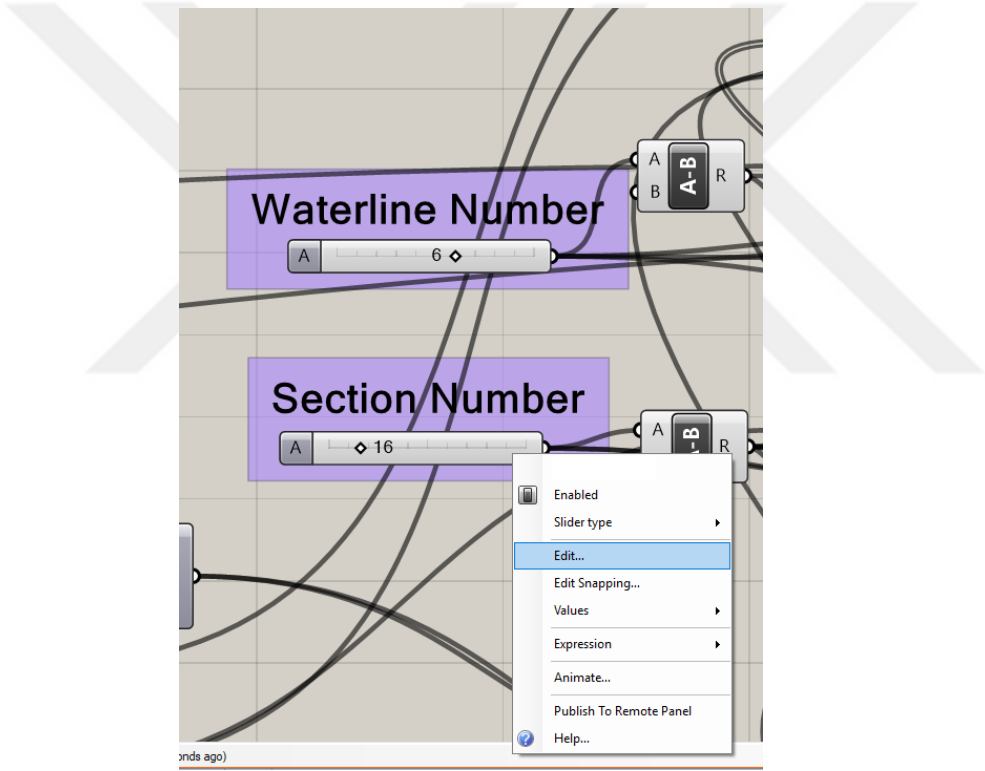 A
B
A-B
R
Waterline Number
A
6
Section Number
A
16
A
A-B
R
Enabled
Slider type
Edit...
Edit Snapping...
Values
Expression
Animate...
Publish To Remote Panel
Help...
onds ago)